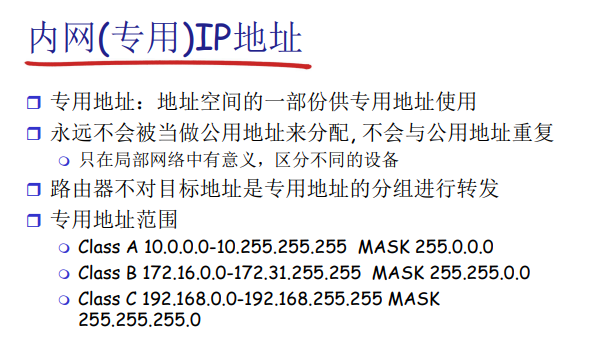 内网(专用)IP地址
专用地址：地址空间的一部份供专用地址使用
永远不会被当做公用地址来分配, 不会与公用地址重复
只在局部网络中有意义，区分不同的设备
路由器不对目标地址是专用地址的分组进行转发
专用地址范围
Class A 10.0.0.0-10.255.255.255 MASK 255.0.0.0
Class B 172.16.0.0-172.31.255.255 MASK 255.255.0.0
Class C 192.168.0.0-192.168.255.255 MASK
255.255.255.0